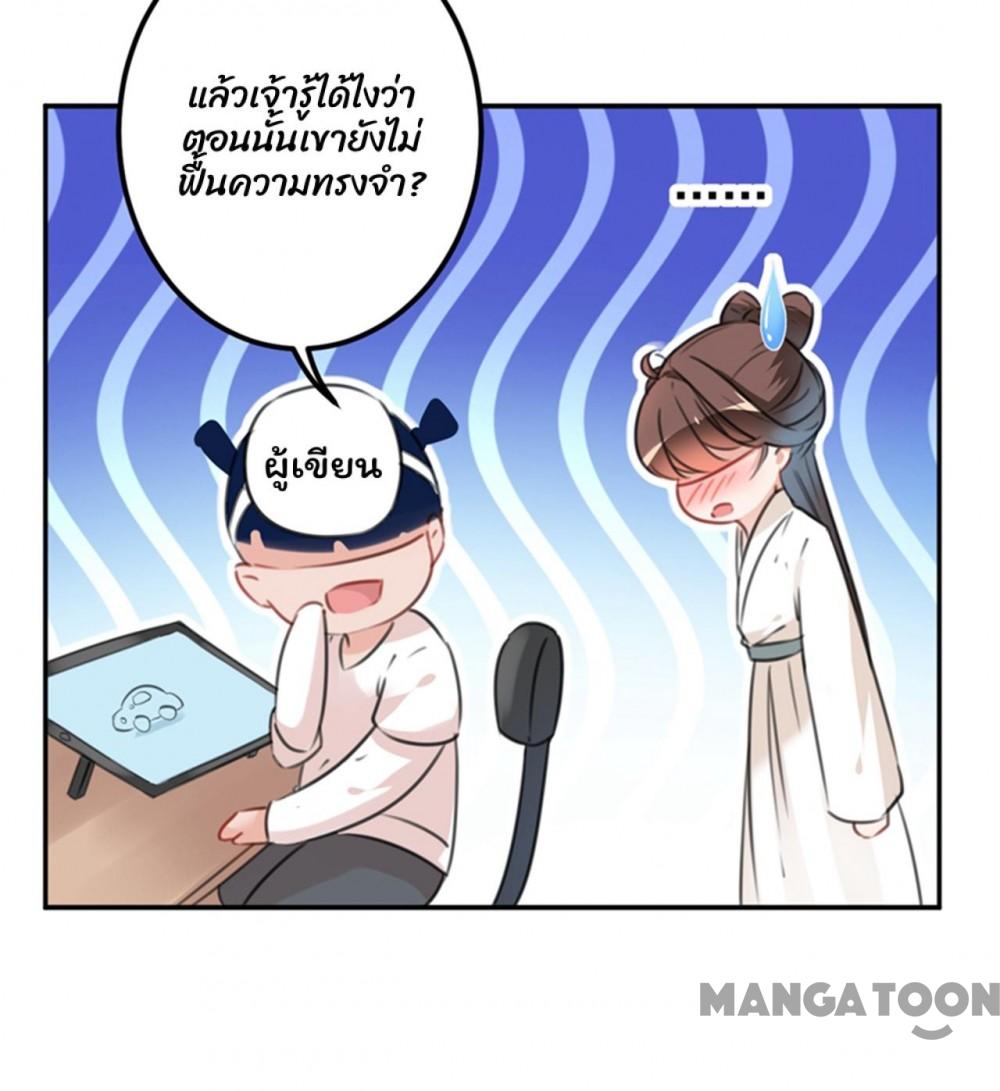 แล้วเจ้ารู้ได้ไงว่า
ตอนนั้นเขายังไม่
ฟื้นความทรงจำ?
......
ผู้เขียน
MANGATOON